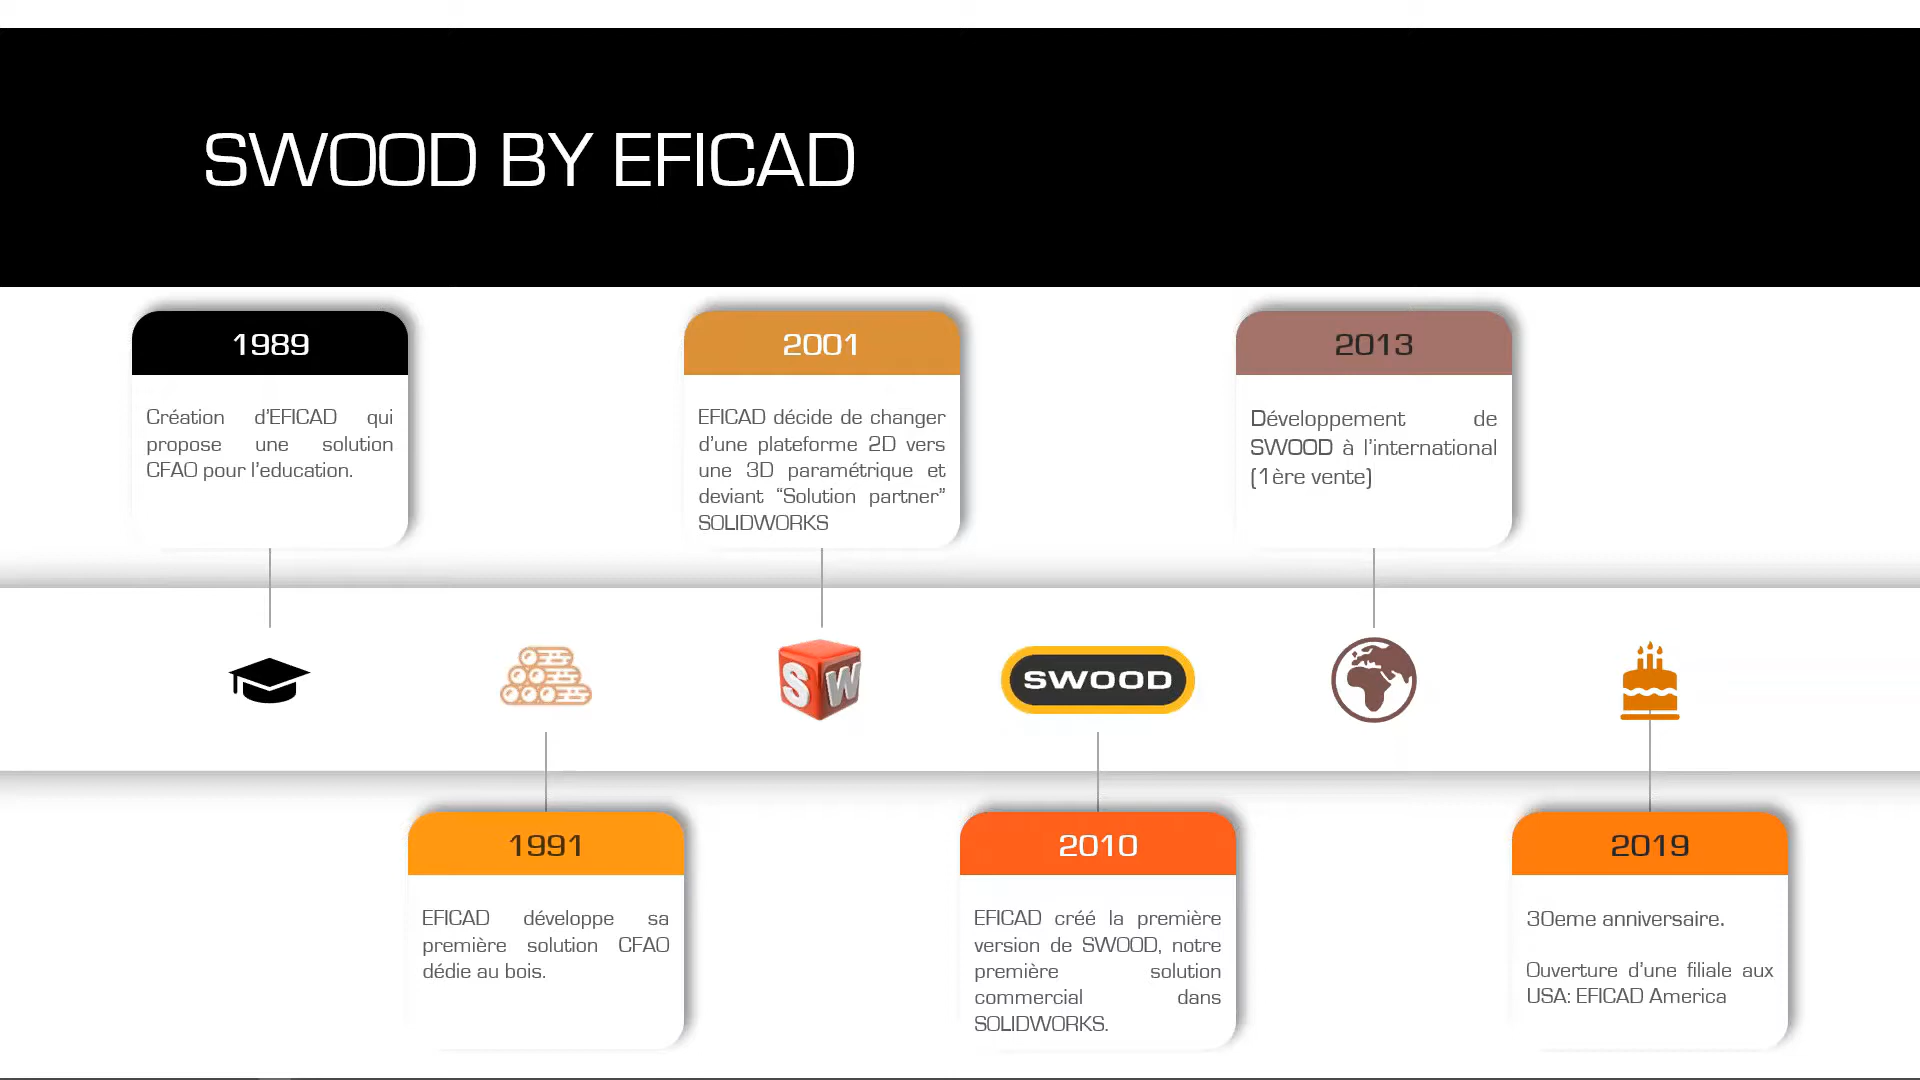 SWOOD BY EFICAD
1989
Création d'EFICAD qui
propose une solution
CFAO pour l'education.
2001
EFICAD décide de changer
d'une plateforme 2D vers
une 3D paramétrique et
deviant “Solution partner”
SOLIDWORKS
2013
Développement de
SWOOD à l'international
(1ère vente)
SW
SWOOD
1991
EFICAD développe sa
première solution CFAO
dédie au bois.
2010
EFICAD créé la première
version de SWOOD, notre
première solution
commercial dans
SOLIDWORKS.
2019
30eme anniversaire.
Ouverture d'une filiale aux
USA: EFICAD America